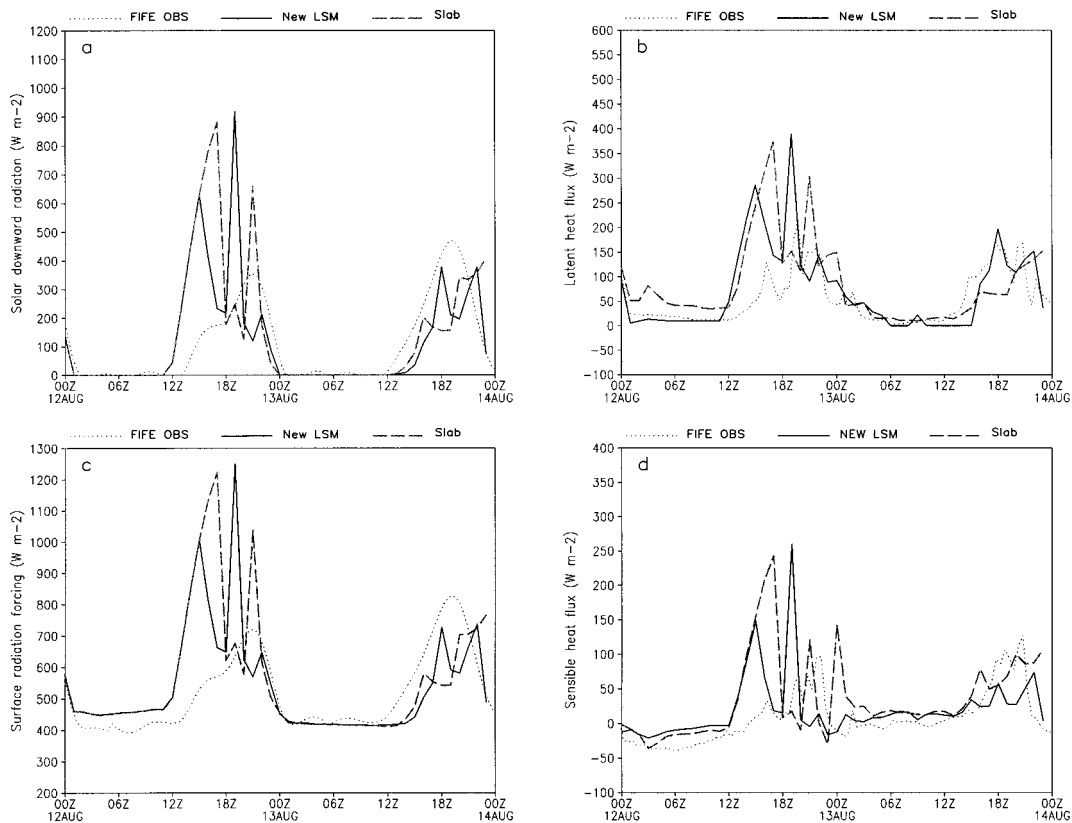 FIFE OBS New LSM Slab
a
Solar downward radiation (W m-2)
1200
1100
1000
900
800
700
600
500
400
300
200
100
0
00Z 06Z 12Z 18Z 00Z 06Z 12Z 18Z 00Z
12AUG 13AUG 14AUG
FIFE OBS New LSM Slab
b
Latent heat flux (W m-2)
600
550
500
450
400
350
300
250
200
150
100
50
0
-50
-100
00Z 06Z 12Z 18Z 00Z 06Z 12Z 18Z 00Z
12AUG 13AUG 14AUG
FIFE OBS New LSM Slab
c
Surface radiation forcing (W m-2)
1300
1200
1100
1000
900
800
700
600
500
400
300
200
00Z 06Z 12Z 18Z 00Z 06Z 12Z 18Z 00Z
12AUG 13AUG 14AUG
FIFE OBS NEW LSM Slab
d
Sensible heat flux (W m-2)
400
350
300
250
200
150
100
50
0
-50
-100
00Z 06Z 12Z 18Z 00Z 06Z 12Z 18Z 00Z
12AUG 13AUG 14AUG